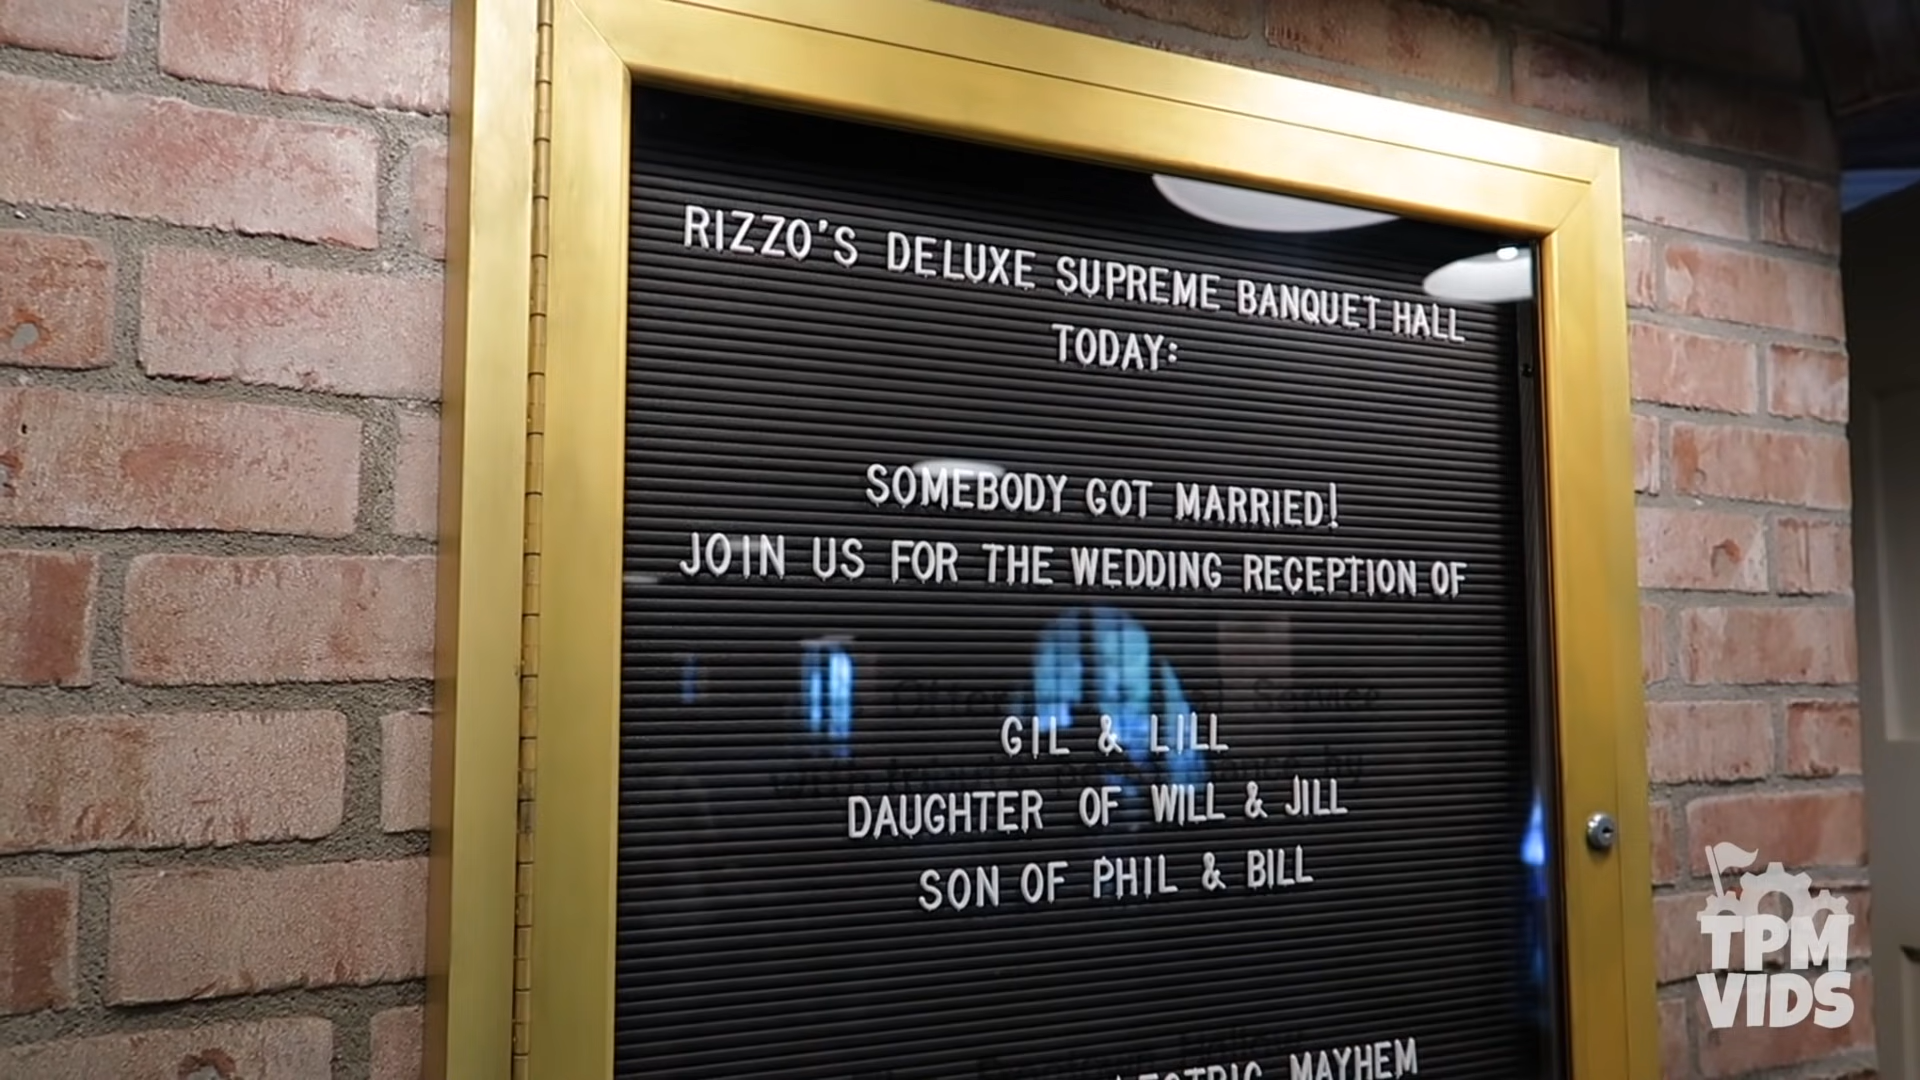 RIZZO'S DELUXE SUPREME BANQUET HALL
TODAY:
SOMEBODY GOT MARRIED!
JOIN US FOR THE WEDDING RECEPTION OF
GIL & LILL
DAUGHTER OF WILL & JILL
SON OF PHIL & BILL
MAYHEM
TPM
VIDS